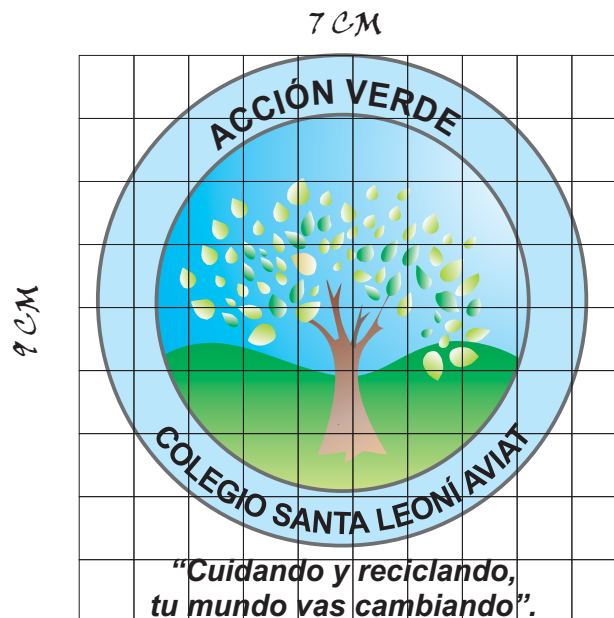 7 CM
9 CM
ACCIÓN VERDE
COLEGIO SANTA LEONÍ AVIAT
“Cuidando y reciclando,
tu mundo vas cambiando”.